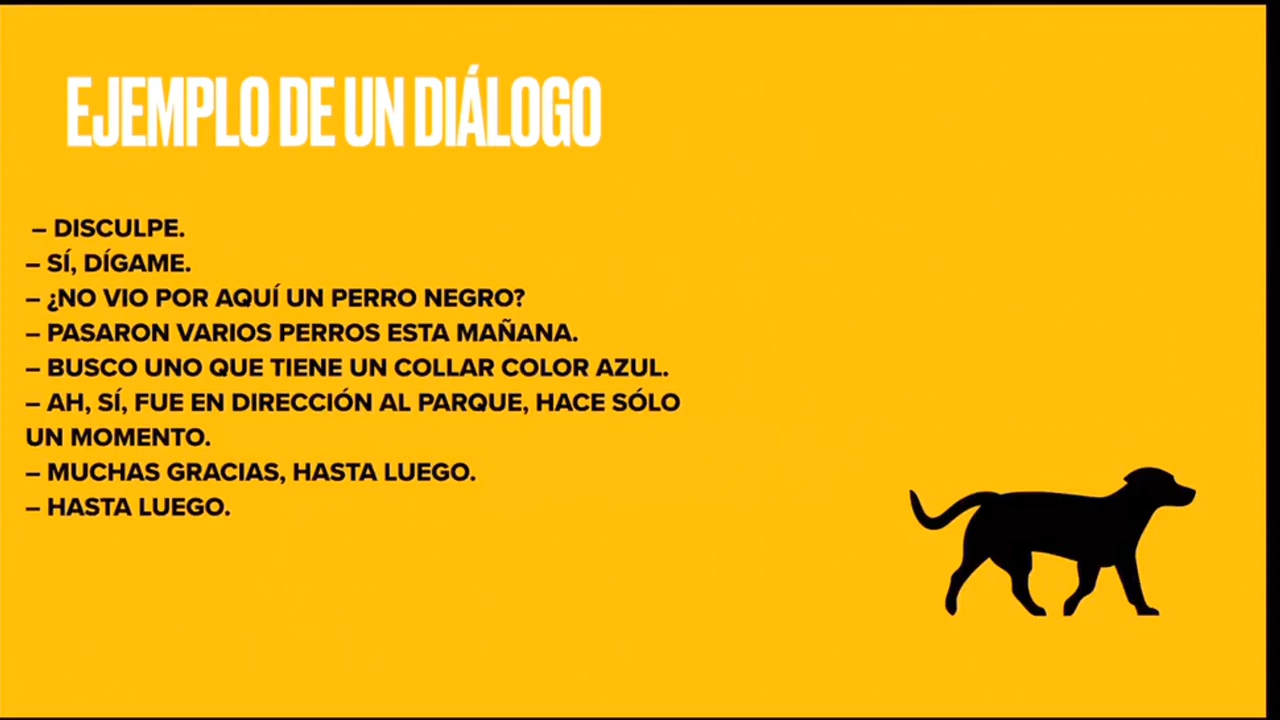 EJEMPLO DE UN DIÁLOGO
– DISCULPE.
– SÍ, DÍGAME.
– ¿NO VIO POR AQUÍ UN PERRO NEGRO?
– PASARON VARIOS PERROS ESTA MAÑANA.
– BUSCO UNO QUE TIENE UN COLLAR COLOR AZUL.
– AH, SÍ, FUE EN DIRECCIÓN AL PARQUE, HACE SÓLO
UN MOMENTO.
– MUCHAS GRACIAS, HASTA LUEGO.
– HASTA LUEGO.